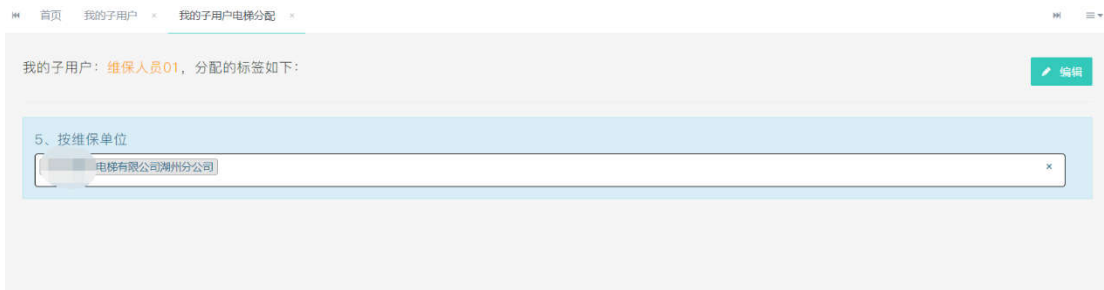 首页 我的子用户 × 我的子用户电梯分配 ×
我的子用户：维保人员01，分配的标签如下：
编辑
5、按维保单位
电梯有限公司湖州分公司 ×